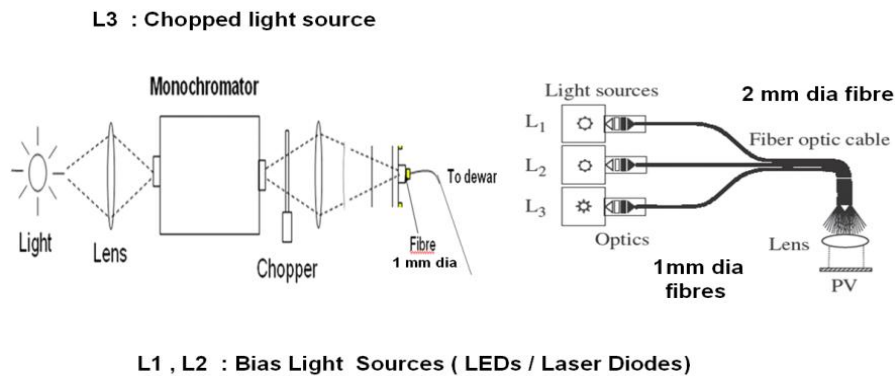 L3 : Chopped light source
Monochromator
Light
Lens
Chopper
Fibre
1 mm dia
To dewar
Light sources
2 mm dia fibre
L1
Fiber optic cable
L2
L3
Optics
Lens
1mm dia
fibres
PV
L1 , L2 : Bias Light Sources ( LEDs / Laser Diodes)